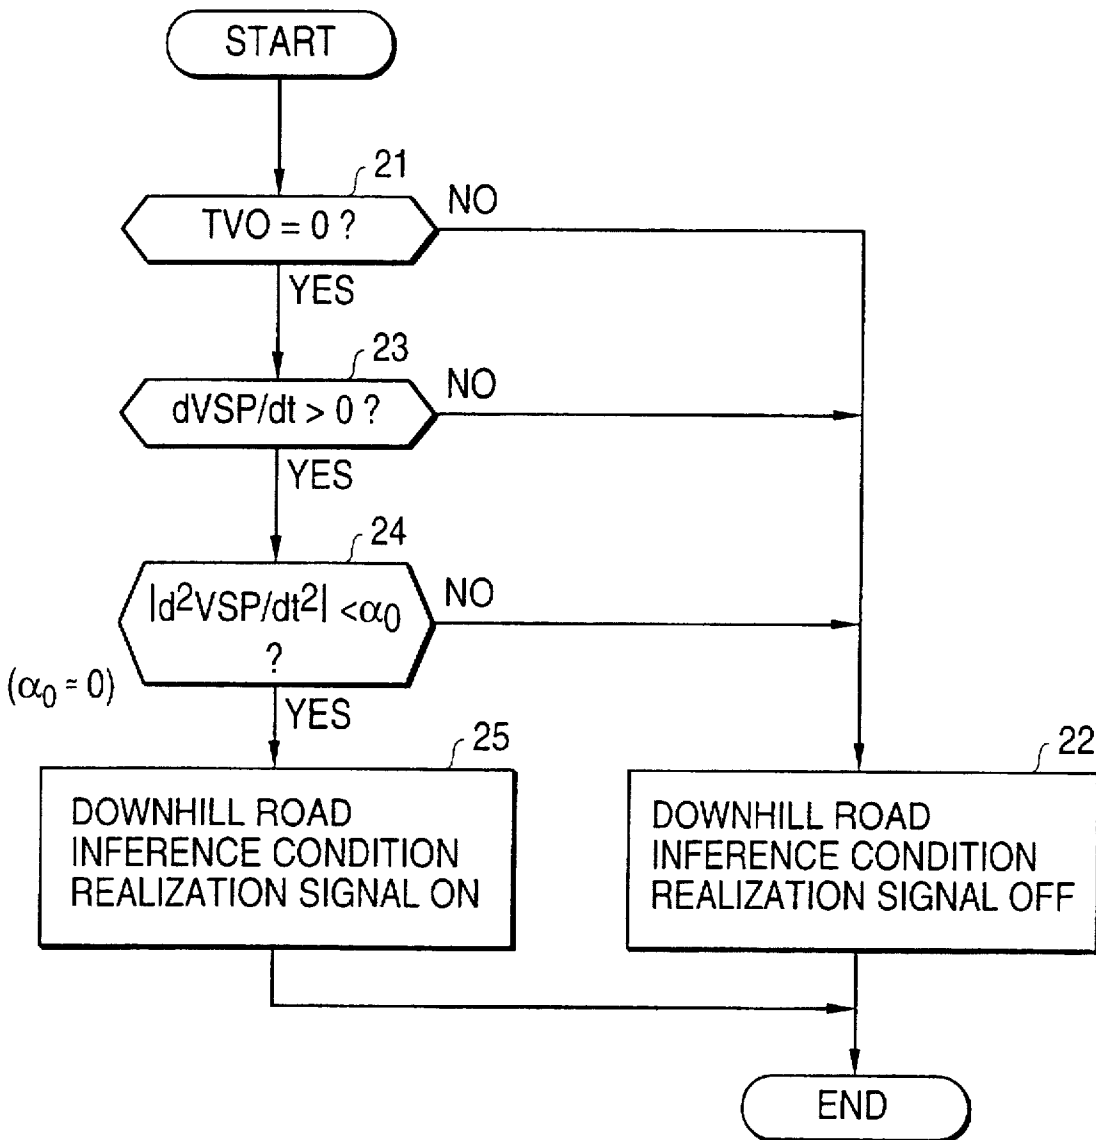 START
21
TVO = 0 ?
NO
YES
23
dVSP/dt > 0 ?
NO
YES
24
|d²VSP/dt²| <α₀
?
NO
(α₀ ≃ 0)
YES
25
DOWNHILL ROAD
INFERENCE CONDITION
REALIZATION SIGNAL ON
22
DOWNHILL ROAD
INFERENCE CONDITION
REALIZATION SIGNAL OFF
END